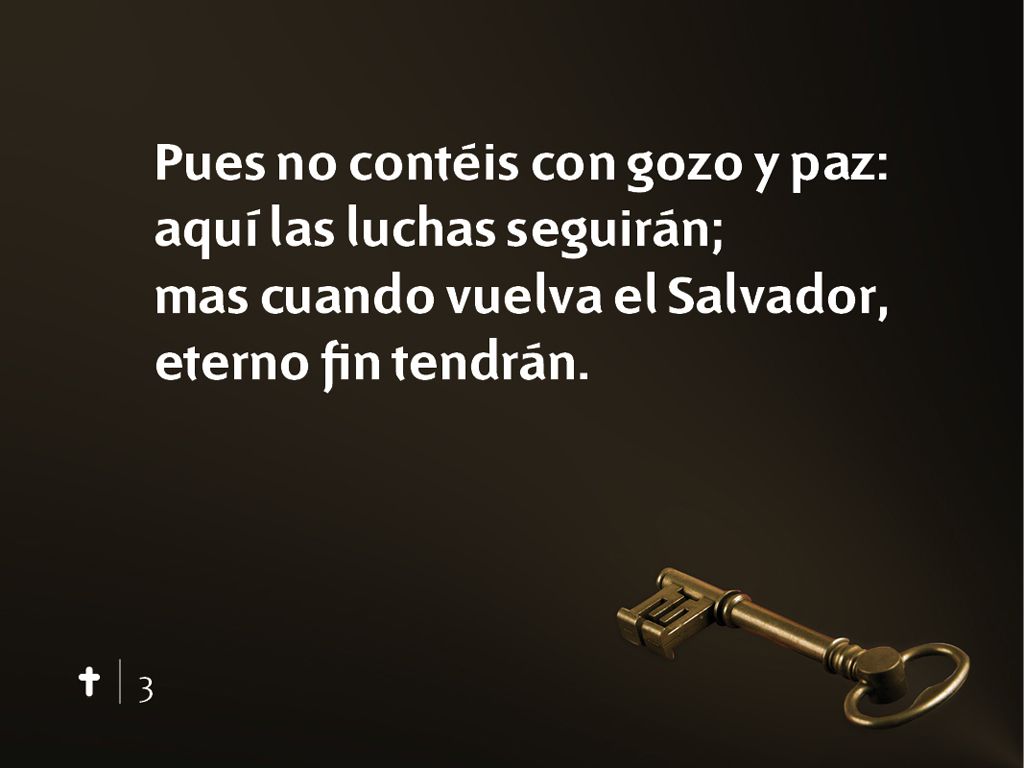 Pues no contéis con gozo y paz:
aquí las luchas seguirán;
mas cuando vuelva el Salvador,
eterno fin tendrán.
3